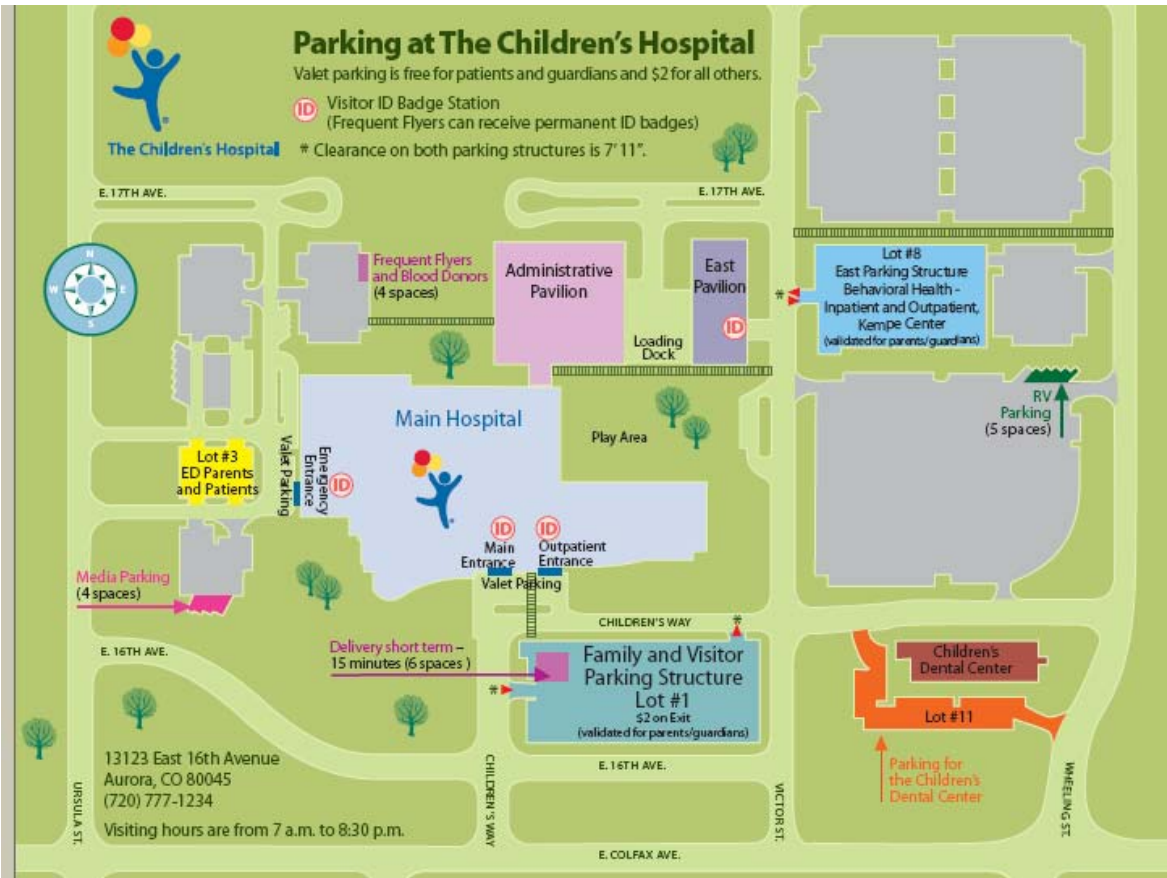 Parking at The Children's Hospital
Valet parking is free for patients and guardians and $2 for all others.
ID Visitor ID Badge Station
(Frequent Flyers can receive permanent ID badges)
* Clearance on both parking structures is 7'11".
The Children's Hospital
E. 17TH AVE.
E. 17TH AVE.
N
W E
S
Frequent Flyers
and Blood Donors
(4 spaces)
Administrative
Pavilion
East
Pavilion
ID
Loading
Dock
*
Lot #8
East Parking Structure
Behavioral Health -
Inpatient and Outpatient,
Kempe Center
(validated for parents/guardians)
RV
Parking
(5 spaces)
Main Hospital
®
Play Area
Lot #3
ED Parents
and Patients
Valet Parking
Emergency
Entrance
ID
ID
ID
Main
Entrance
Outpatient
Entrance
Valet Parking
Media Parking
(4 spaces)
CHILDREN'S WAY
*
E. 16TH AVE.
Delivery short term –
15 minutes (6 spaces )
*
Family and Visitor
Parking Structure
Lot #1
$2 on Exit
(validated for parents/guardians)
Children's
Dental Center
Lot #11
Parking for
the Children's
Dental Center
E. 16TH AVE.
13123 East 16th Avenue
Aurora, CO 80045
(720) 777-1234
Visiting hours are from 7 a.m. to 8:30 p.m.
URSULA ST.
CHILDREN'S WAY
VICTOR ST.
WHEELING ST.
E. COLFAX AVE.